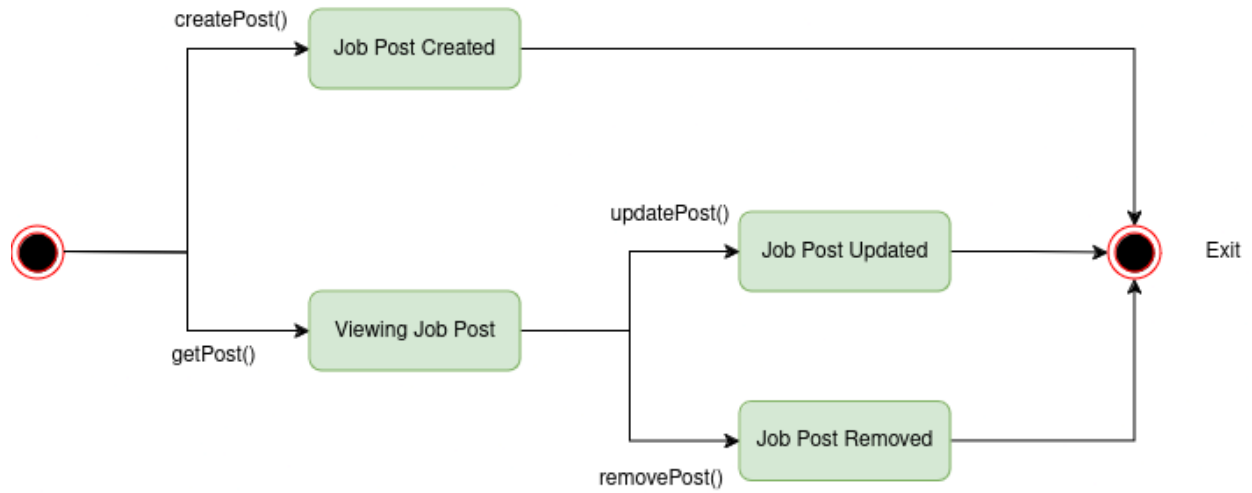 createPost()
Job Post Created
updatePost()
Job Post Updated
Exit
Viewing Job Post
getPost()
Job Post Removed
removePost()